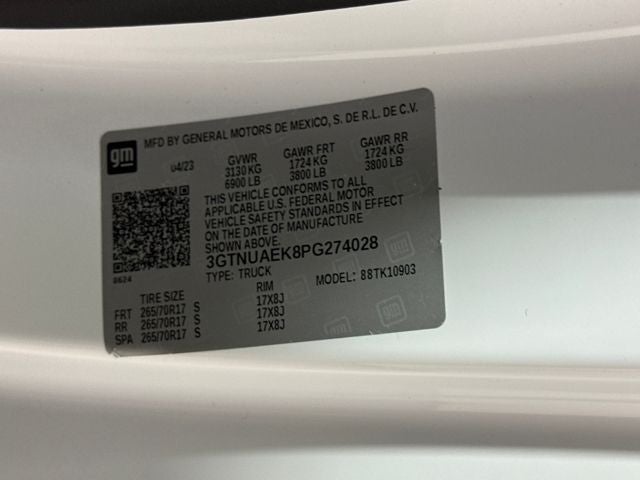 gm
MFD BY GENERAL MOTORS DE MEXICO, S. DE R.L. DE C.V.
04/23 GVWR GAWR FRT GAWR RR
3130 KG 1724 KG 1724 KG
6900 LB 3800 LB 3800 LB
THIS VEHICLE CONFORMS TO ALL
APPLICABLE U.S. FEDERAL MOTOR
VEHICLE SAFETY STANDARDS IN EFFECT
ON THE DATE OF MANUFACTURE
SHOWN ABOVE.
3GTNUAEK8PG274028
8624 TYPE: TRUCK MODEL: 88TK10903
TIRE SIZE RIM
FRT 265/70R17 S 17X8J
RR 265/70R17 S 17X8J
SPA 265/70R17 S 17X8J